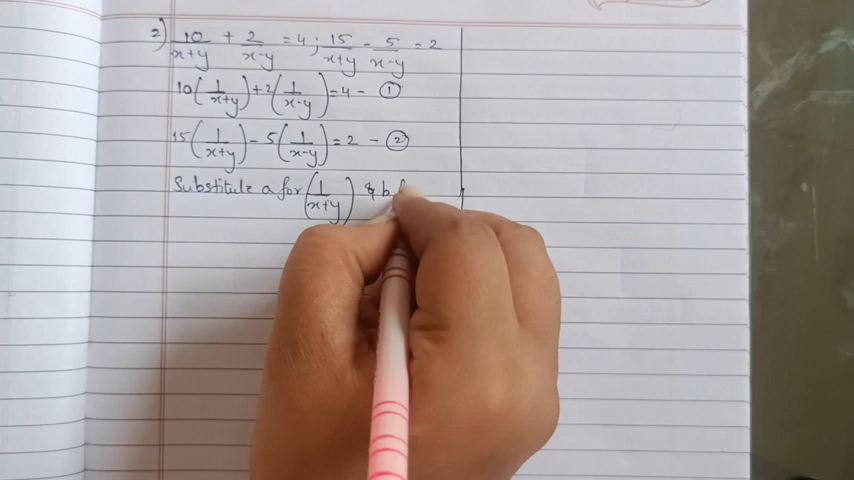 2) 10/(x+y) + 2/(x-y) = 4 ; 15/(x+y) - 5/(x-y) = 2
10(1/(x+y)) + 2(1/(x-y)) = 4 - ①
15(1/(x+y)) - 5(1/(x-y)) = 2 - ②
Substitute a for (1/(x+y)) & b